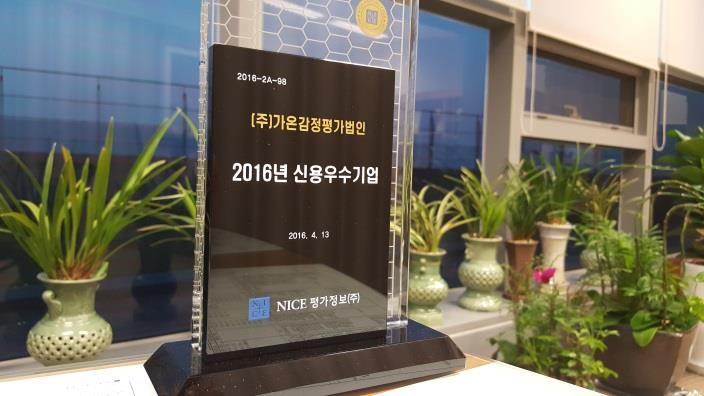 2016-2A-98
(주)가온감정평가법인
2016년 신용우수기업
2016. 4. 13
NICE
NICE 평가정보(주)